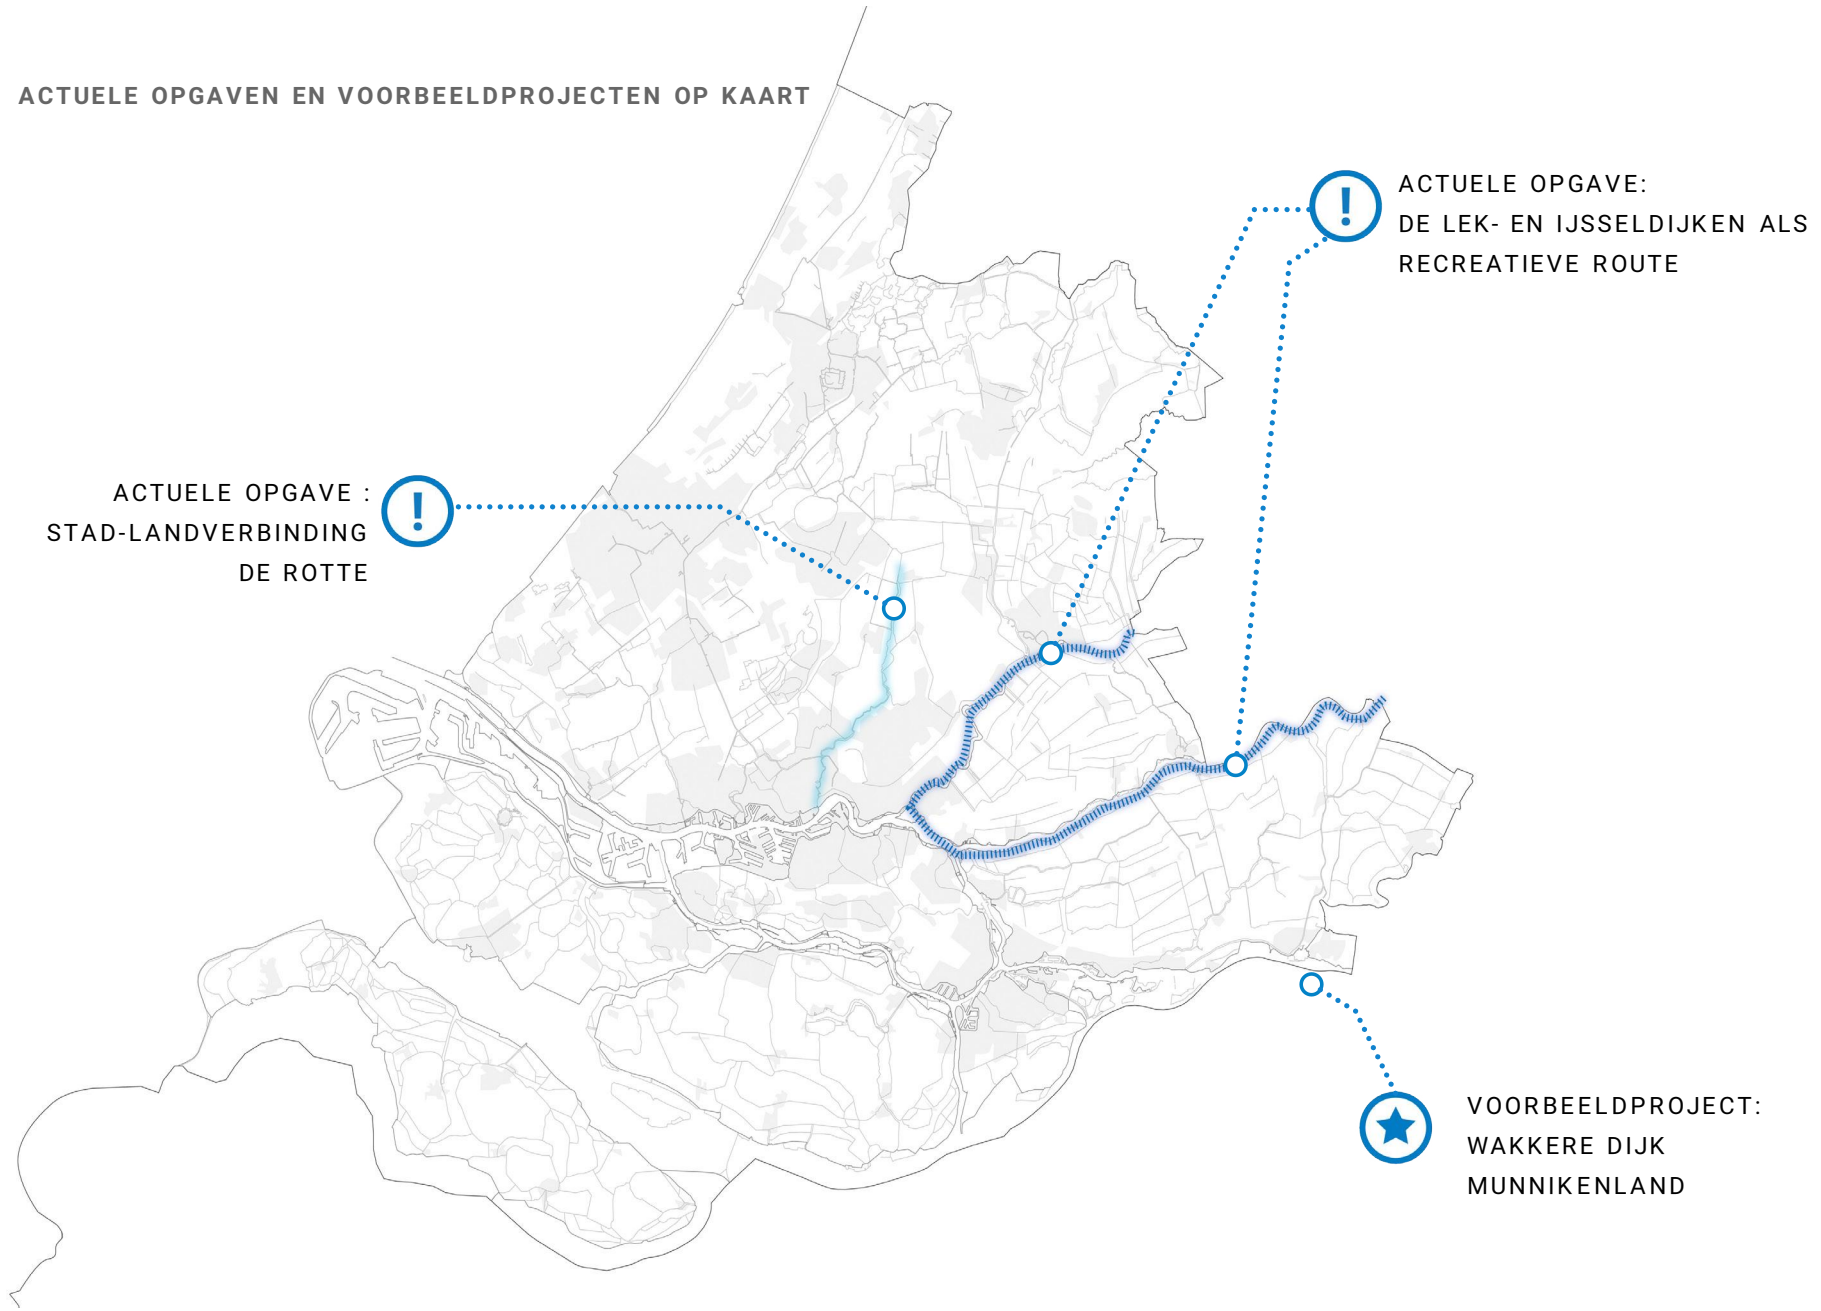 ACTUELE OPGAVEN EN VOORBEELDPROJECTEN OP KAART
ACTUELE OPGAVE:
DE LEK- EN IJSSELDIJKEN ALS
RECREATIEVE ROUTE
ACTUELE OPGAVE :
STAD-LANDVERBINDING
DE ROTTE
VOORBEELDPROJECT:
WAKKERE DIJK
MUNNIKENLAND